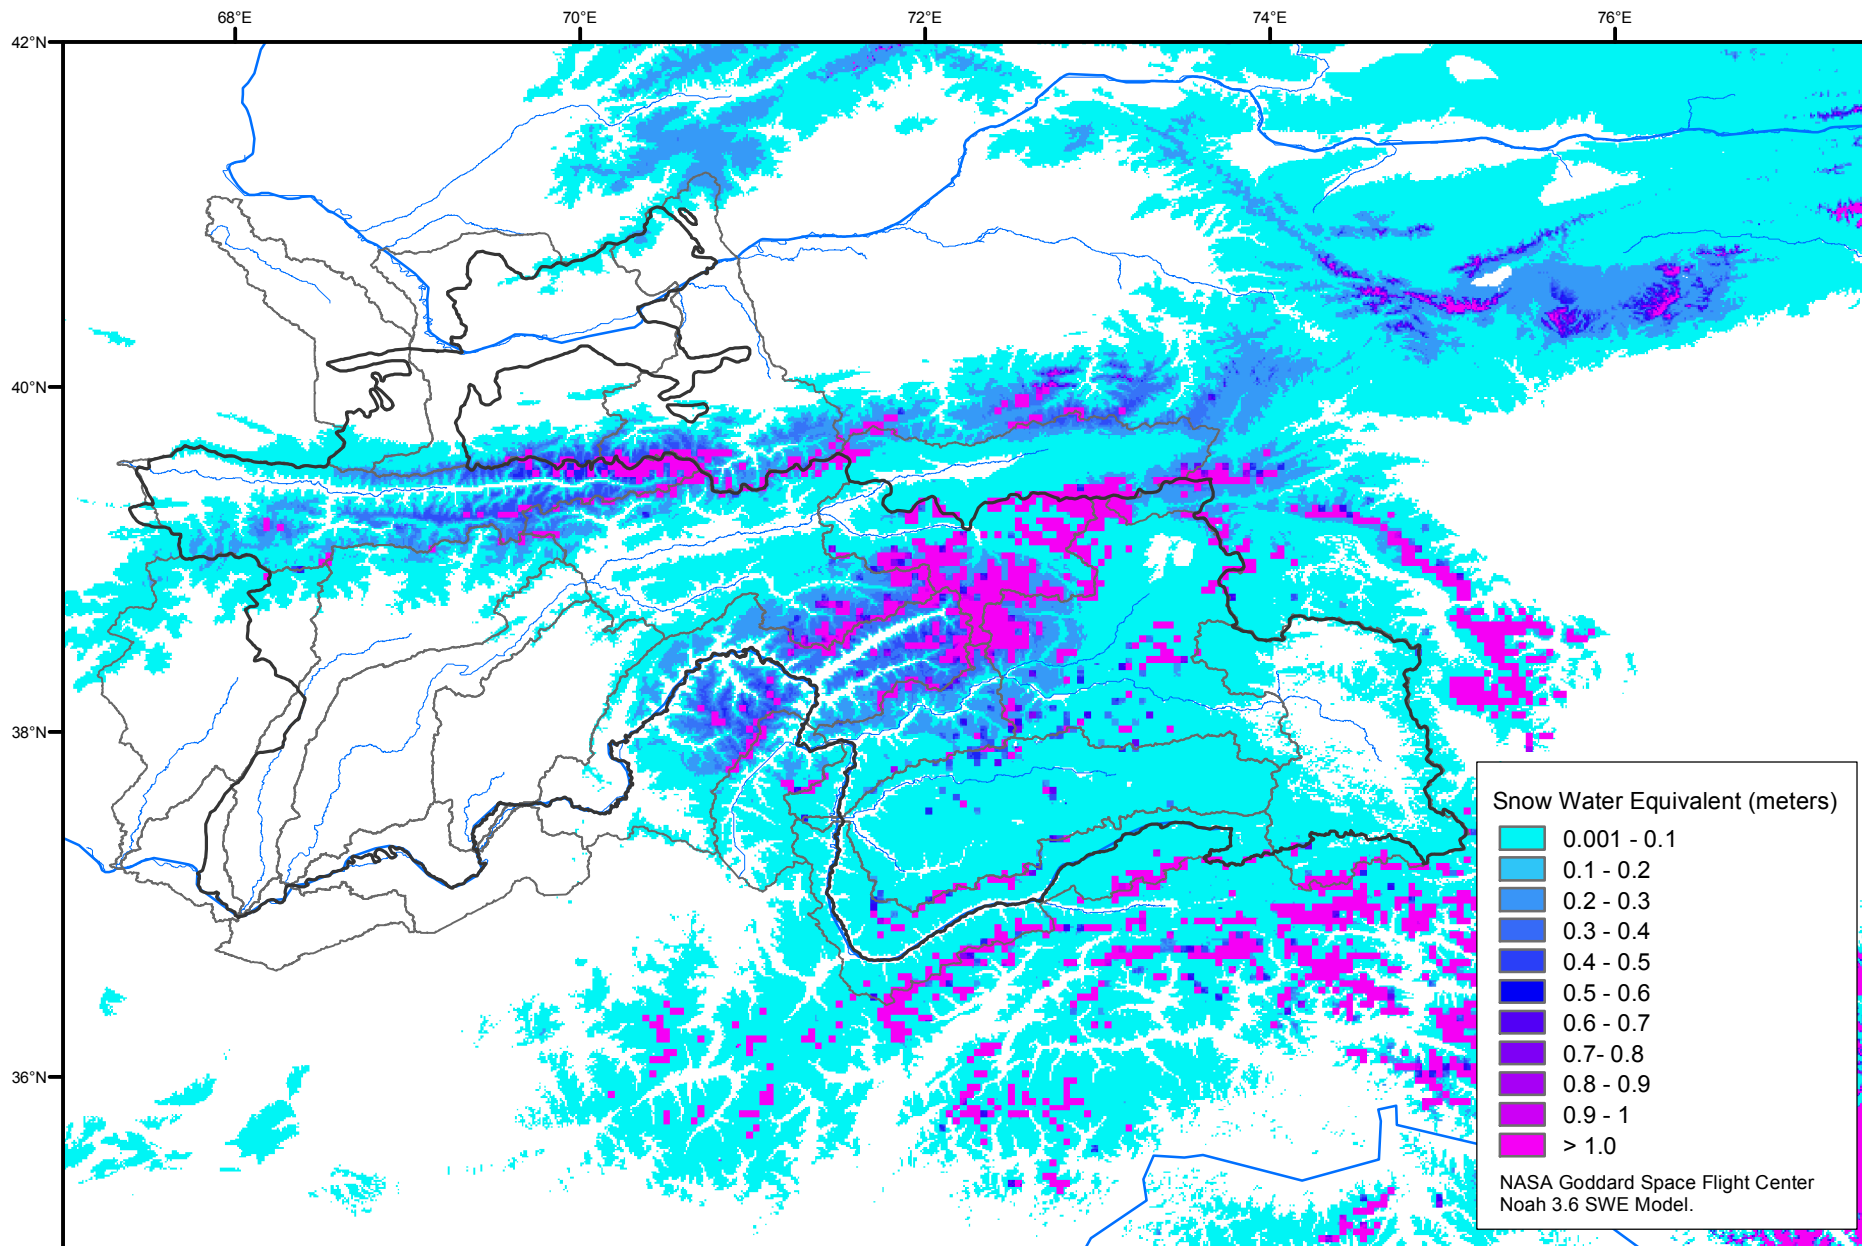 68°E
70°E
72°E
74°E
76°E
42°N
40°N
38°N
36°N
Snow Water Equivalent (meters)
0.001 - 0.1
0.1 - 0.2
0.2 - 0.3
0.3 - 0.4
0.4 - 0.5
0.5 - 0.6
0.6 - 0.7
0.7- 0.8
0.8 - 0.9
0.9 - 1
> 1.0
NASA Goddard Space Flight Center
Noah 3.6 SWE Model.